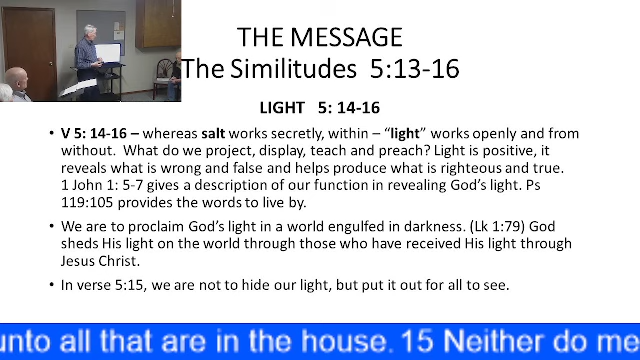 THE MESSAGE
The Similitudes 5:13-16
LIGHT 5: 14-16
• V 5: 14-16 – whereas salt works secretly, within – “light” works openly and from
without. What do we project, display, teach and preach? Light is positive, it
reveals what is wrong and false and helps produce what is righteous and true.
1 John 1: 5-7 gives a description of our function in revealing God’s light. Ps
119:105 provides the words to live by.
• We are to proclaim God’s light in a world engulfed in darkness. (Lk 1:79) God
sheds His light on the world through those who have received His light through
Jesus Christ.
• In verse 5:15, we are not to hide our light, but put it out for all to see.
unto all that are in the house. 15 Neither do me